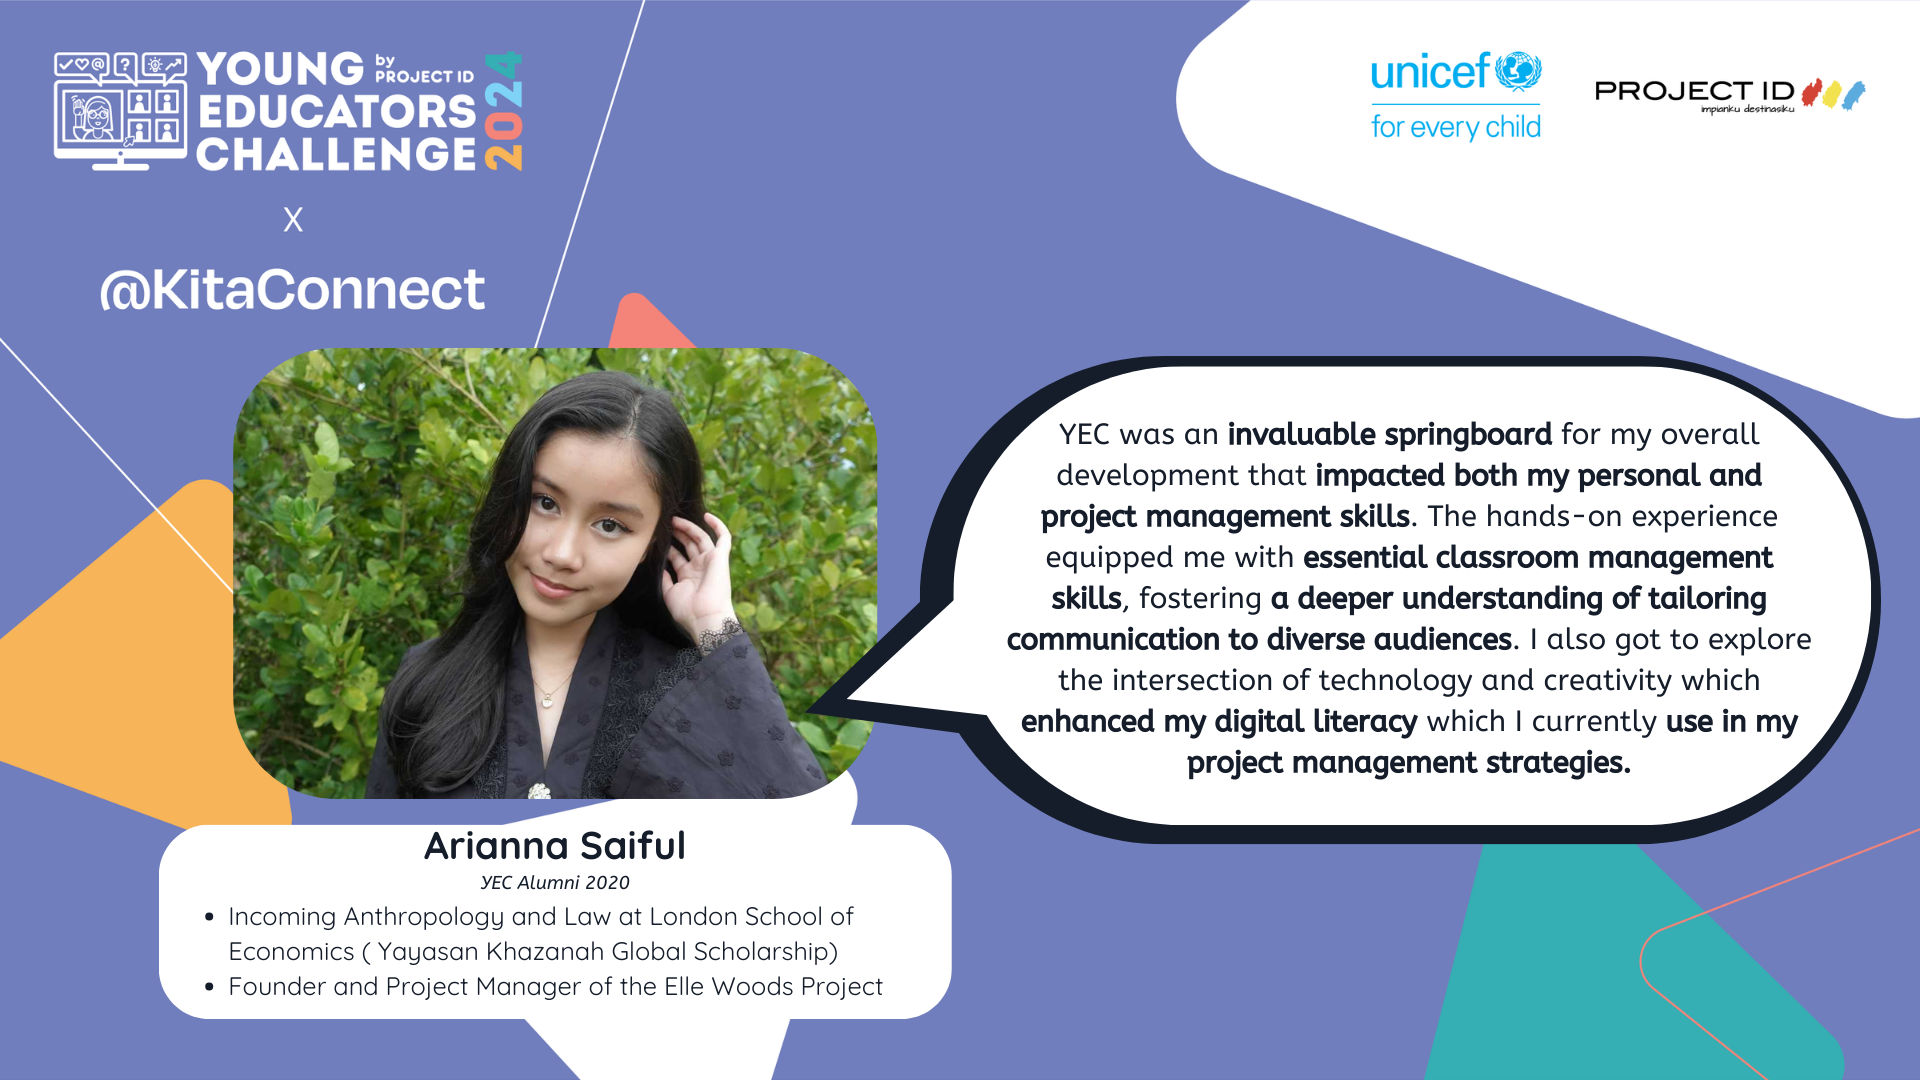 YOUNG by PROJECT ID
EDUCATORS
CHALLENGE
2024
X
@KitaConnect
unicef
for every child
PROJECT ID
impianku destinasiku
YEC was an invaluable springboard for my overall
development that impacted both my personal and
project management skills. The hands-on experience
equipped me with essential classroom management
skills, fostering a deeper understanding of tailoring
communication to diverse audiences. I also got to explore
the intersection of technology and creativity which
enhanced my digital literacy which I currently use in my
project management strategies.
Arianna Saiful
YEC Alumni 2020
• Incoming Anthropology and Law at London School of
Economics ( Yayasan Khazanah Global Scholarship)
• Founder and Project Manager of the Elle Woods Project